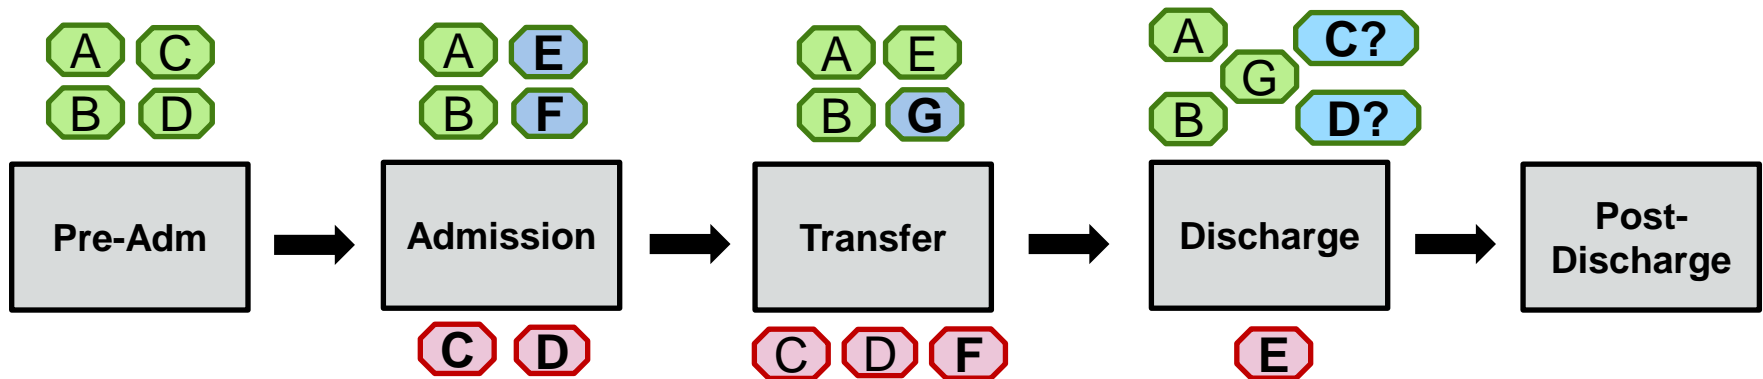 A C
B D
A E
B F
A E
B G
A C?
G
B D?
Pre-Adm
Admission
Transfer
Discharge
Post-
Discharge
C D
C D F
E